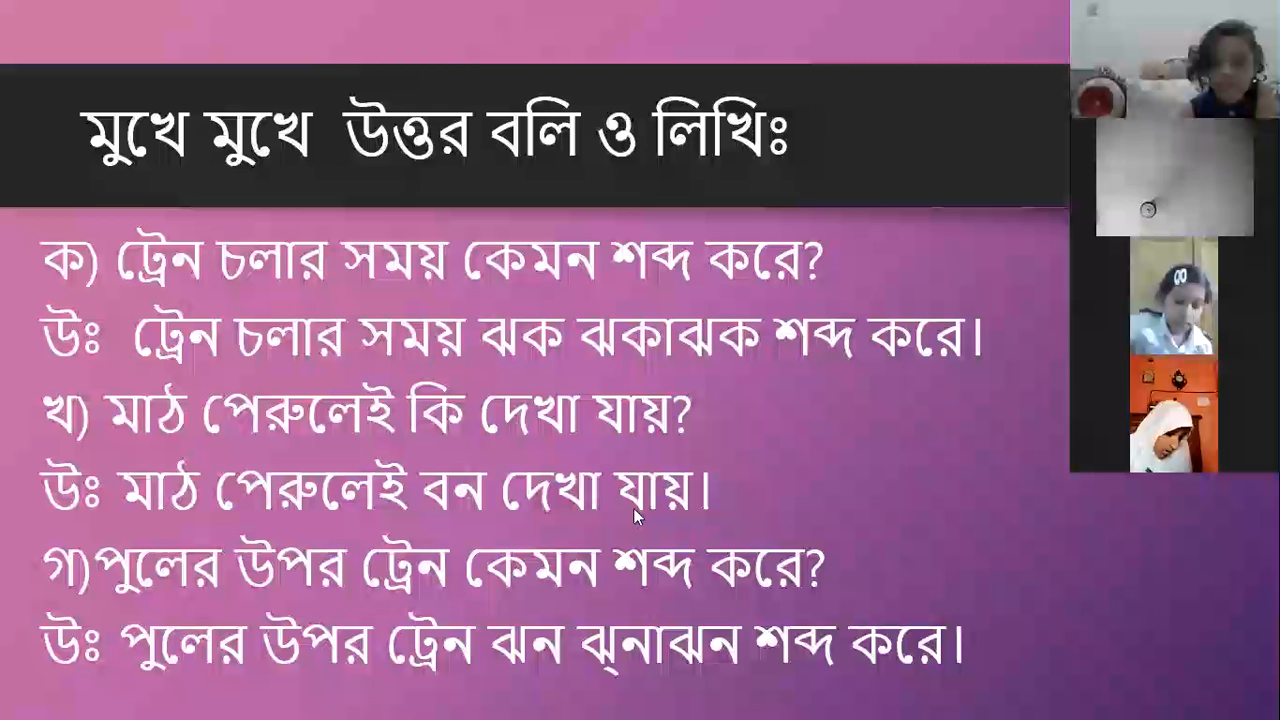 মুখে মুখে উত্তর বলি ও লিখিঃ
ক) ট্রেন চলার সময় কেমন শব্দ করে?
উঃ ট্রেন চলার সময় ঝক ঝকাঝক শব্দ করে।
খ) মাঠ পেরুলেই কি দেখা যায়?
উঃ মাঠ পেরুলেই বন দেখা যায়।
গ)পুলের উপর ট্রেন কেমন শব্দ করে?
উঃ পুলের উপর ট্রেন ঝন ঝ্নাঝন শব্দ করে।